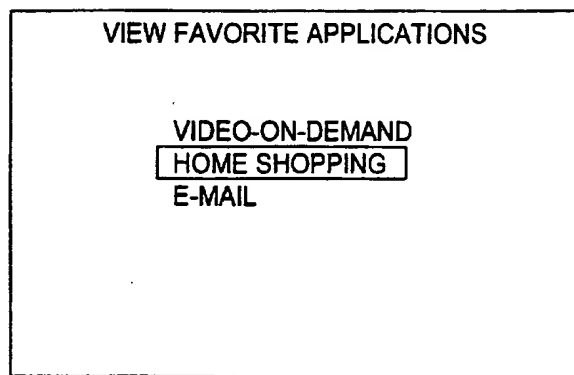 VIEW FAVORITE APPLICATIONS
VIDEO-ON-DEMAND
HOME SHOPPING
E-MAIL